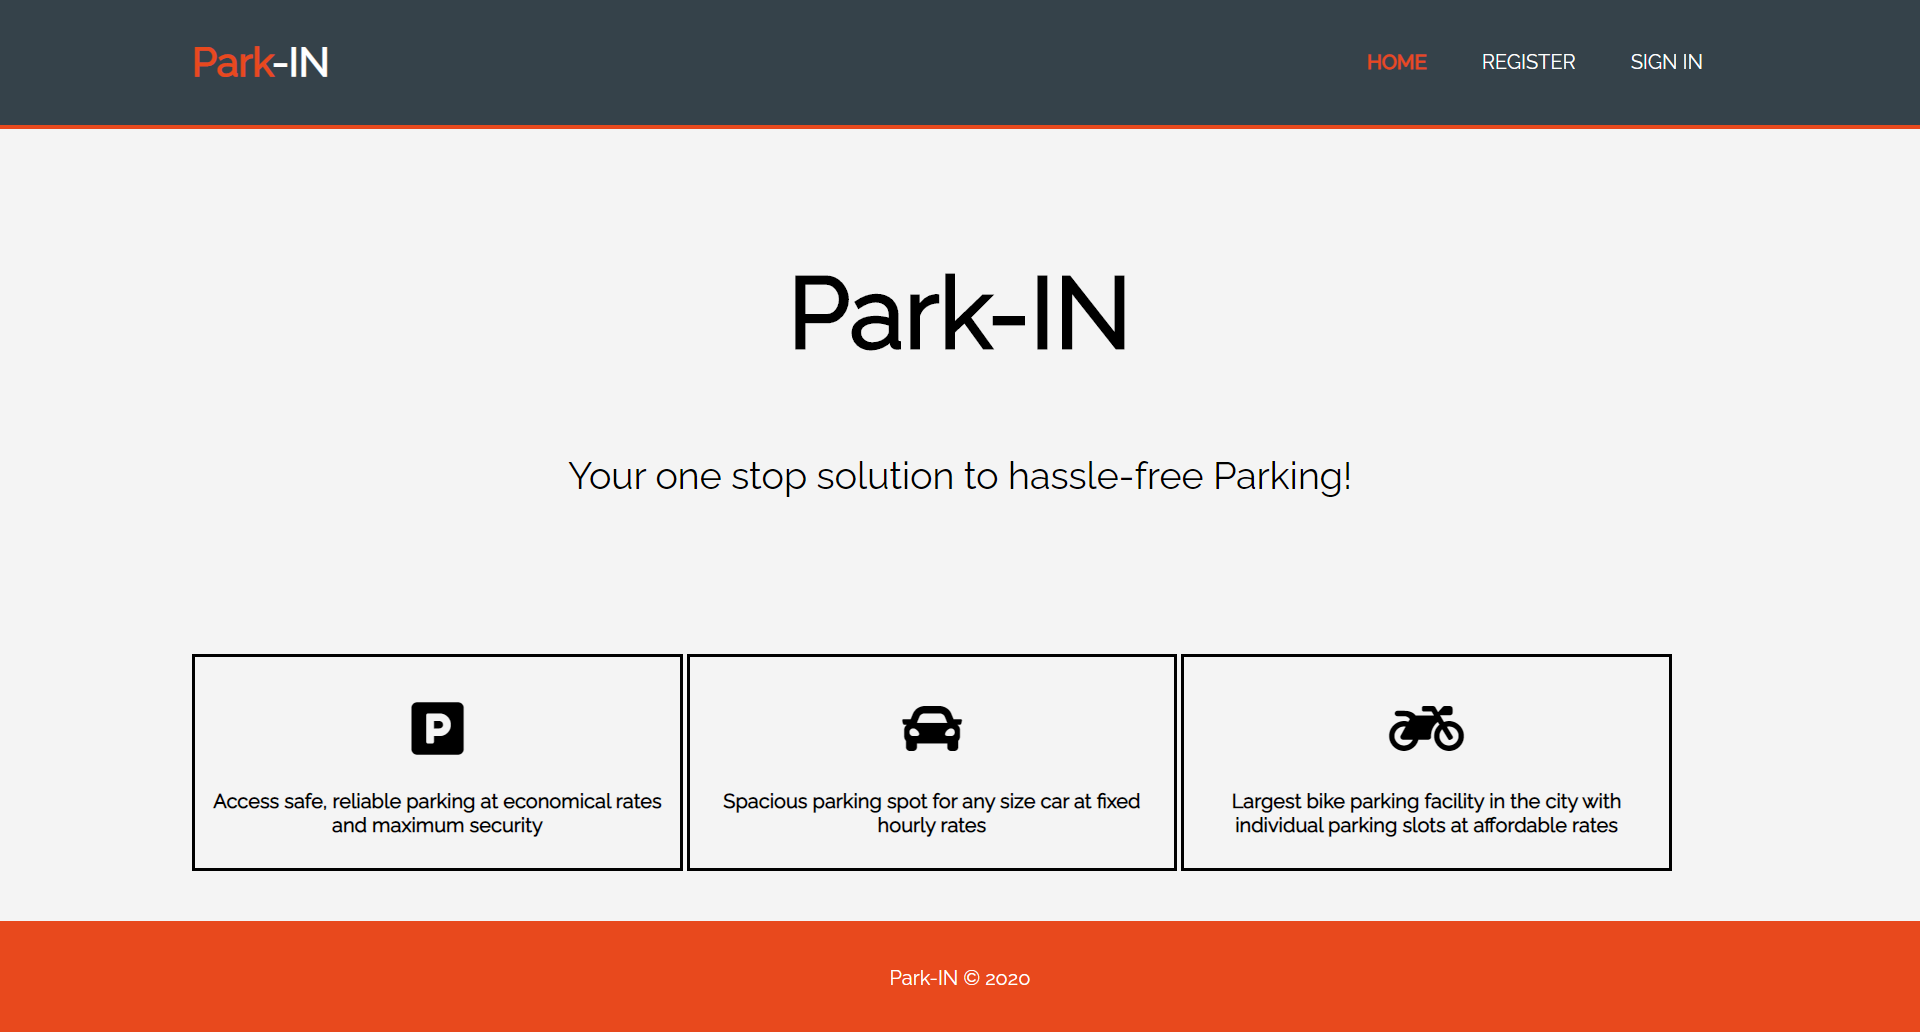 Park-IN
HOME REGISTER SIGN IN
Park-IN
Your one stop solution to hassle-free Parking!
P
Access safe, reliable parking at economical rates
and maximum security
Spacious parking spot for any size car at fixed
hourly rates
Largest bike parking facility in the city with
individual parking slots at affordable rates
Park-IN © 2020